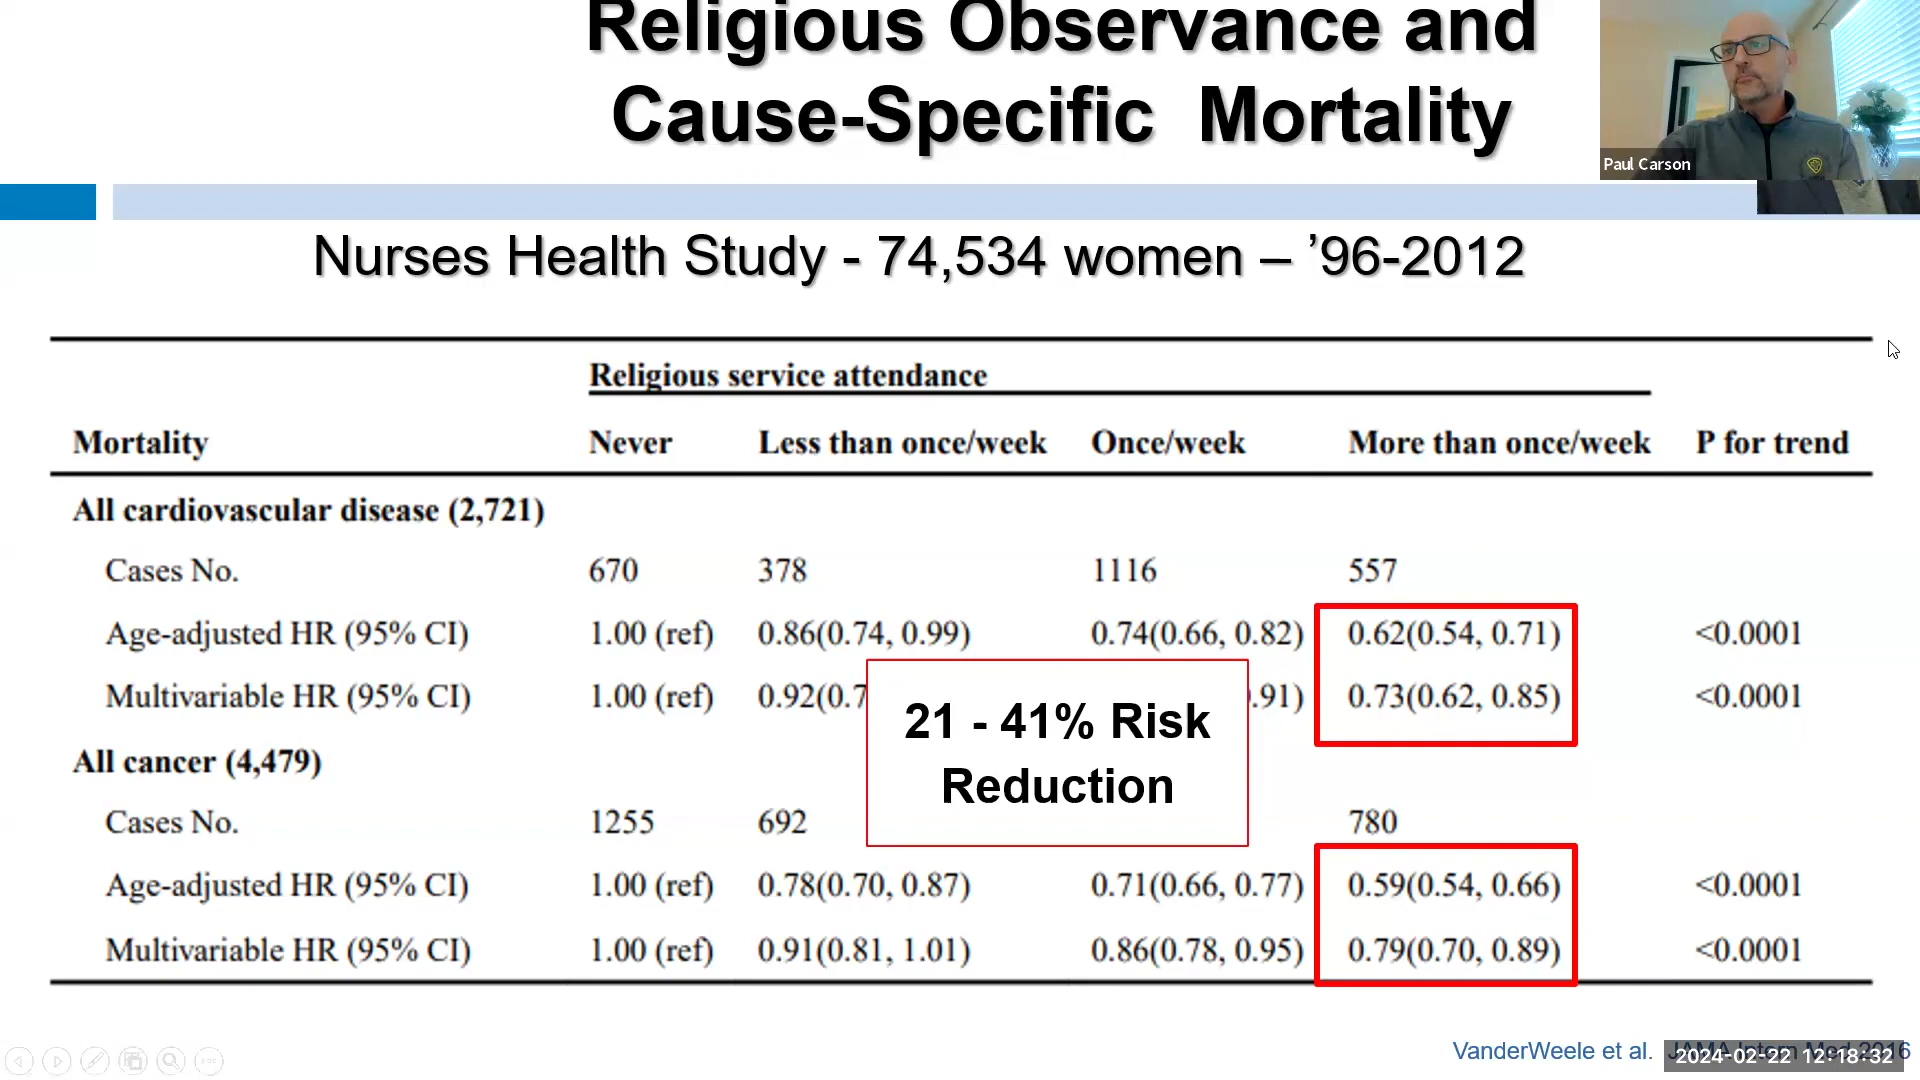 Religious Observance and
Cause-Specific Mortality
Paul Carson
Nurses Health Study - 74,534 women – ’96-2012
Religious service attendance
Mortality Never Less than once/week Once/week More than once/week P for trend
All cardiovascular disease (2,721)
Cases No. 670 378 1116 557
Age-adjusted HR (95% CI) 1.00 (ref) 0.86(0.74, 0.99) 0.74(0.66, 0.82) 0.62(0.54, 0.71) <0.0001
Multivariable HR (95% CI) 1.00 (ref) 0.92(0.7 .91) 0.73(0.62, 0.85) <0.0001
21 - 41% Risk
Reduction
All cancer (4,479)
Cases No. 1255 692 780
Age-adjusted HR (95% CI) 1.00 (ref) 0.78(0.70, 0.87) 0.71(0.66, 0.77) 0.59(0.54, 0.66) <0.0001
Multivariable HR (95% CI) 1.00 (ref) 0.91(0.81, 1.01) 0.86(0.78, 0.95) 0.79(0.70, 0.89) <0.0001
VanderWeele et al. JAMA Intern Med 2016
2024-02-22 12:18:32